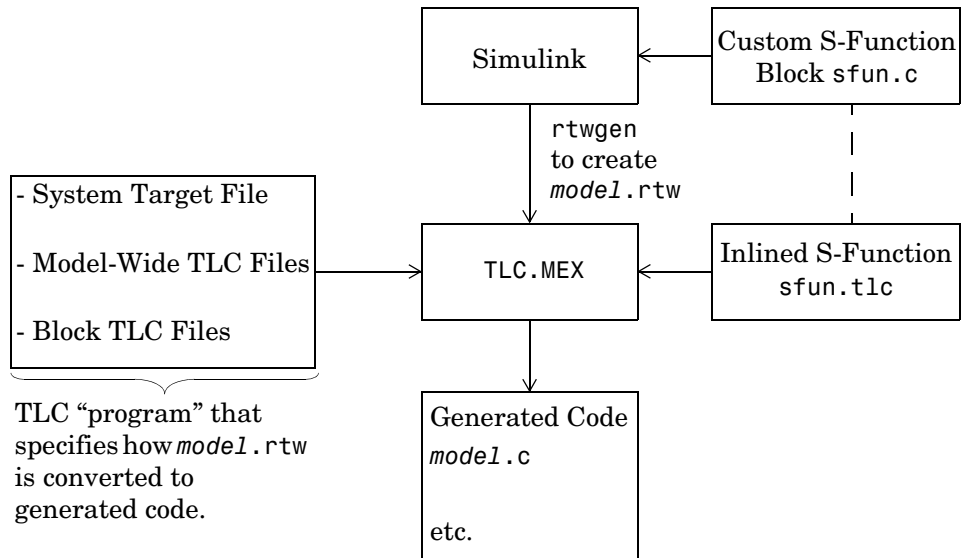 Simulink
Custom S-Function
Block sfun.c
rtwgen
to create
model.rtw
- System Target File
- Model-Wide TLC Files
- Block TLC Files
TLC.MEX
Inlined S-Function
sfun.tlc
TLC “program” that
specifies how model.rtw
is converted to
generated code.
Generated Code
model.c
etc.